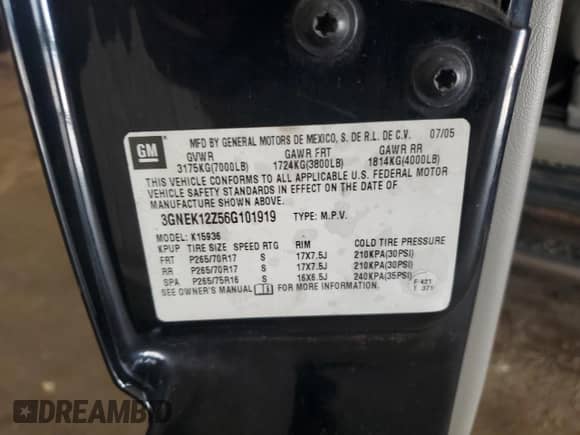 GM
MFD BY GENERAL MOTORS DE MEXICO, S. DE R.L. DE C.V. 07/05
GVWR GAWR FRT GAWR RR
3175KG(7000LB) 1724KG(3800LB) 1814KG(4000LB)
THIS VEHICLE CONFORMS TO ALL APPLICABLE U.S. FEDERAL MOTOR
VEHICLE SAFETY STANDARDS IN EFFECT ON THE DATE OF
MANUFACTURE SHOWN ABOVE.
3GNEK12Z56G101919 TYPE: M.P.V.
MODEL: K15936
KPUP TIRE SIZE SPEED RTG RIM COLD TIRE PRESSURE
FRT P265/70R17 S 17X7.5J 210KPA(30PSI)
RR P265/70R17 S 17X7.5J 210KPA(30PSI)
SPA P265/75R16 S 16X6.5J 240KPA(35PSI)
SEE OWNER'S MANUAL FOR MORE INFORMATION.
F 421
T 371
DREAMBID